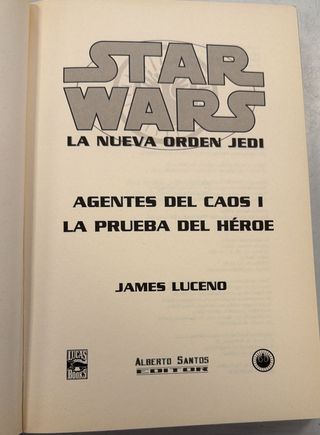 STAR
WARS
LA NUEVA ORDEN JEDI
AGENTES DEL CAOS I
LA PRUEBA DEL HÉROE
JAMES LUCENO
LUCAS
BOOKS
ALBERTO SANTOS
EDITOR